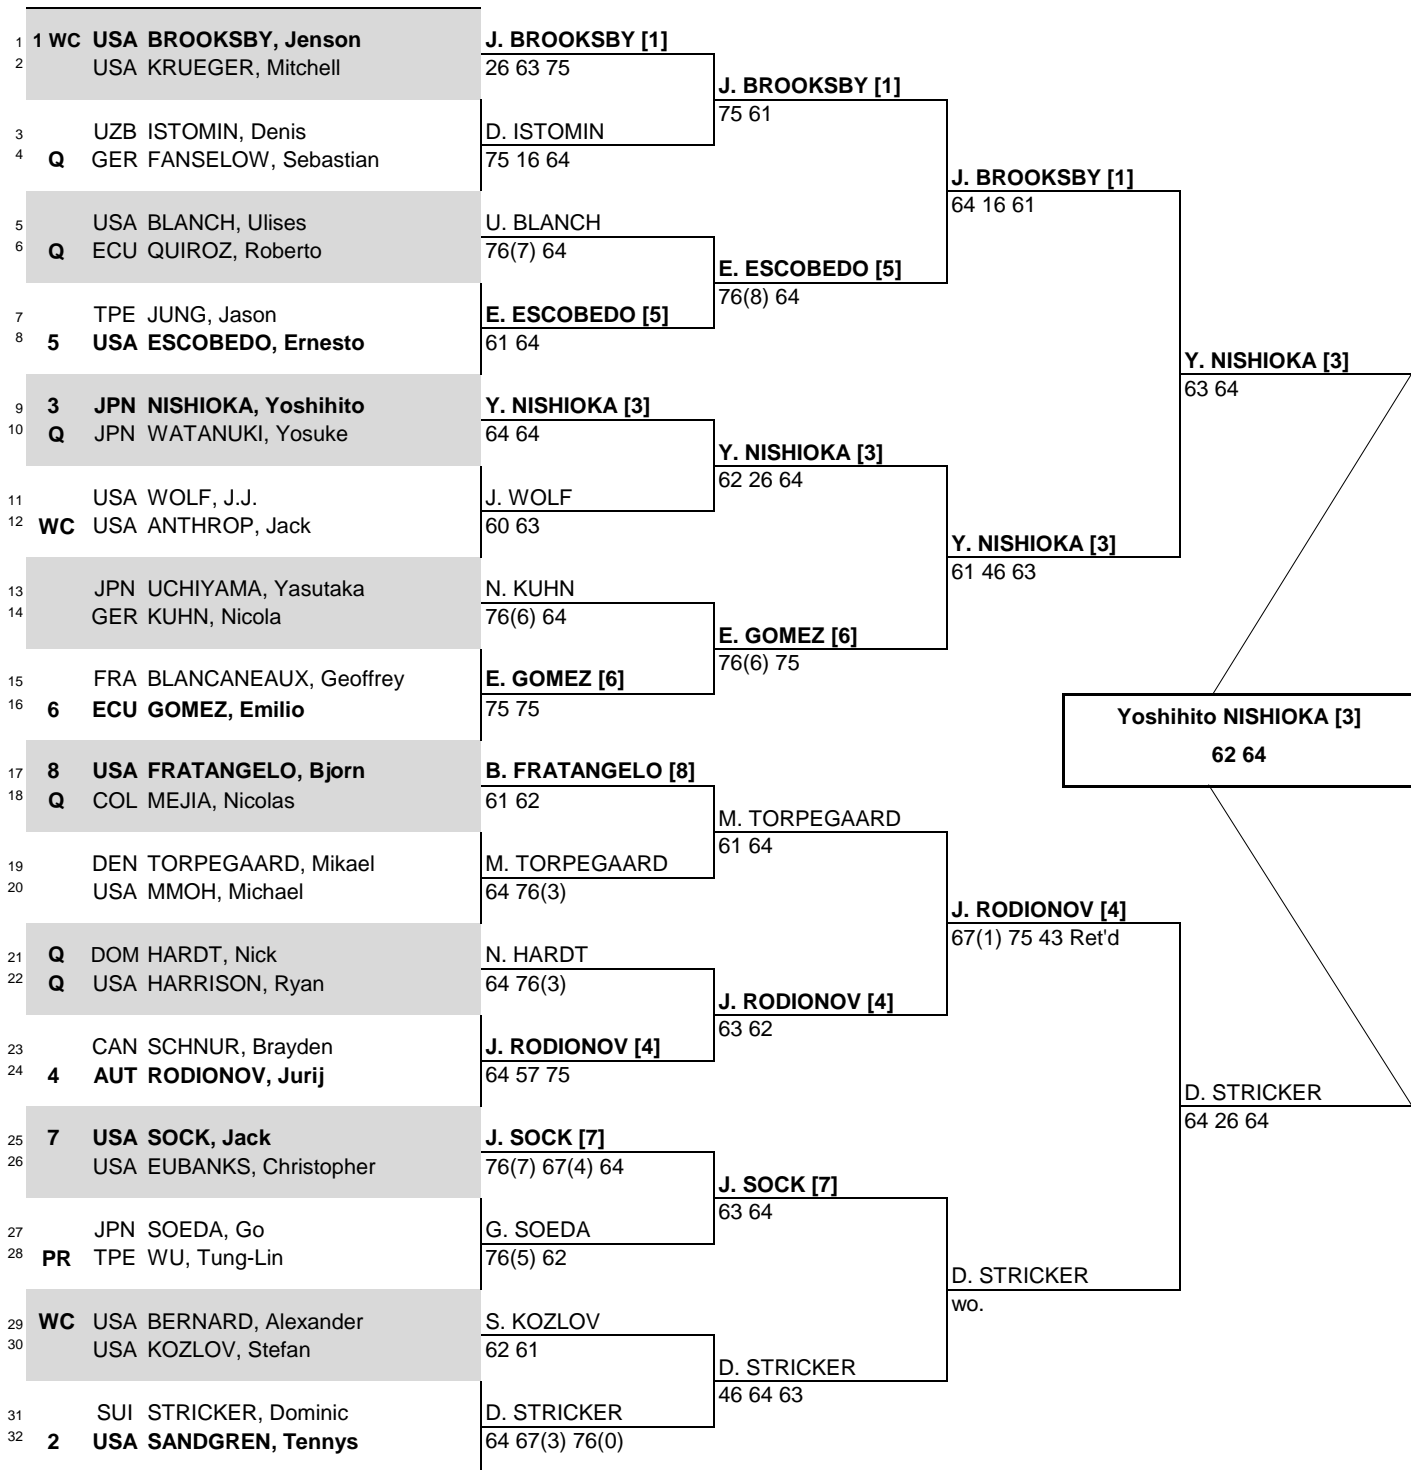 1 1 WC USA BROOKSBY, Jenson
2 USA KRUEGER, Mitchell
3 UZB ISTOMIN, Denis
4 Q GER FANSELOW, Sebastian
5 USA BLANCH, Ulises
6 Q ECU QUIROZ, Roberto
7 TPE JUNG, Jason
8 5 USA ESCOBEDO, Ernesto
9 3 JPN NISHIOKA, Yoshihito
10 Q JPN WATANUKI, Yosuke
11 USA WOLF, J.J.
12 WC USA ANTHROP, Jack
13 JPN UCHIYAMA, Yasutaka
14 GER KUHN, Nicola
15 FRA BLANCANEAUX, Geoffrey
16 6 ECU GOMEZ, Emilio
17 8 USA FRATANGELO, Bjorn
18 Q COL MEJIA, Nicolas
19 DEN TORPEGAARD, Mikael
20 USA MMOH, Michael
21 Q DOM HARDT, Nick
22 Q USA HARRISON, Ryan
23 CAN SCHNUR, Brayden
24 4 AUT RODIONOV, Jurij
25 7 USA SOCK, Jack
26 USA EUBANKS, Christopher
27 JPN SOEDA, Go
28 PR TPE WU, Tung-Lin
29 WC USA BERNARD, Alexander
30 USA KOZLOV, Stefan
31 SUI STRICKER, Dominic
32 2 USA SANDGREN, Tennys
J. BROOKSBY [1]
26 63 75
D. ISTOMIN
75 16 64
U. BLANCH
76(7) 64
E. ESCOBEDO [5]
61 64
Y. NISHIOKA [3]
64 64
J. WOLF
60 63
N. KUHN
76(6) 64
E. GOMEZ [6]
75 75
B. FRATANGELO [8]
61 62
M. TORPEGAARD
64 76(3)
N. HARDT
64 76(3)
J. RODIONOV [4]
64 57 75
J. SOCK [7]
76(7) 67(4) 64
G. SOEDA
76(5) 62
S. KOZLOV
62 61
D. STRICKER
64 67(3) 76(0)
J. BROOKSBY [1]
75 61
E. ESCOBEDO [5]
76(8) 64
Y. NISHIOKA [3]
62 26 64
E. GOMEZ [6]
76(6) 75
M. TORPEGAARD
61 64
J. RODIONOV [4]
63 62
J. SOCK [7]
63 64
D. STRICKER
46 64 63
J. BROOKSBY [1]
64 16 61
Y. NISHIOKA [3]
61 46 63
J. RODIONOV [4]
67(1) 75 43 Ret'd
D. STRICKER
wo.
Y. NISHIOKA [3]
63 64
D. STRICKER
64 26 64
Yoshihito NISHIOKA [3]
62 64